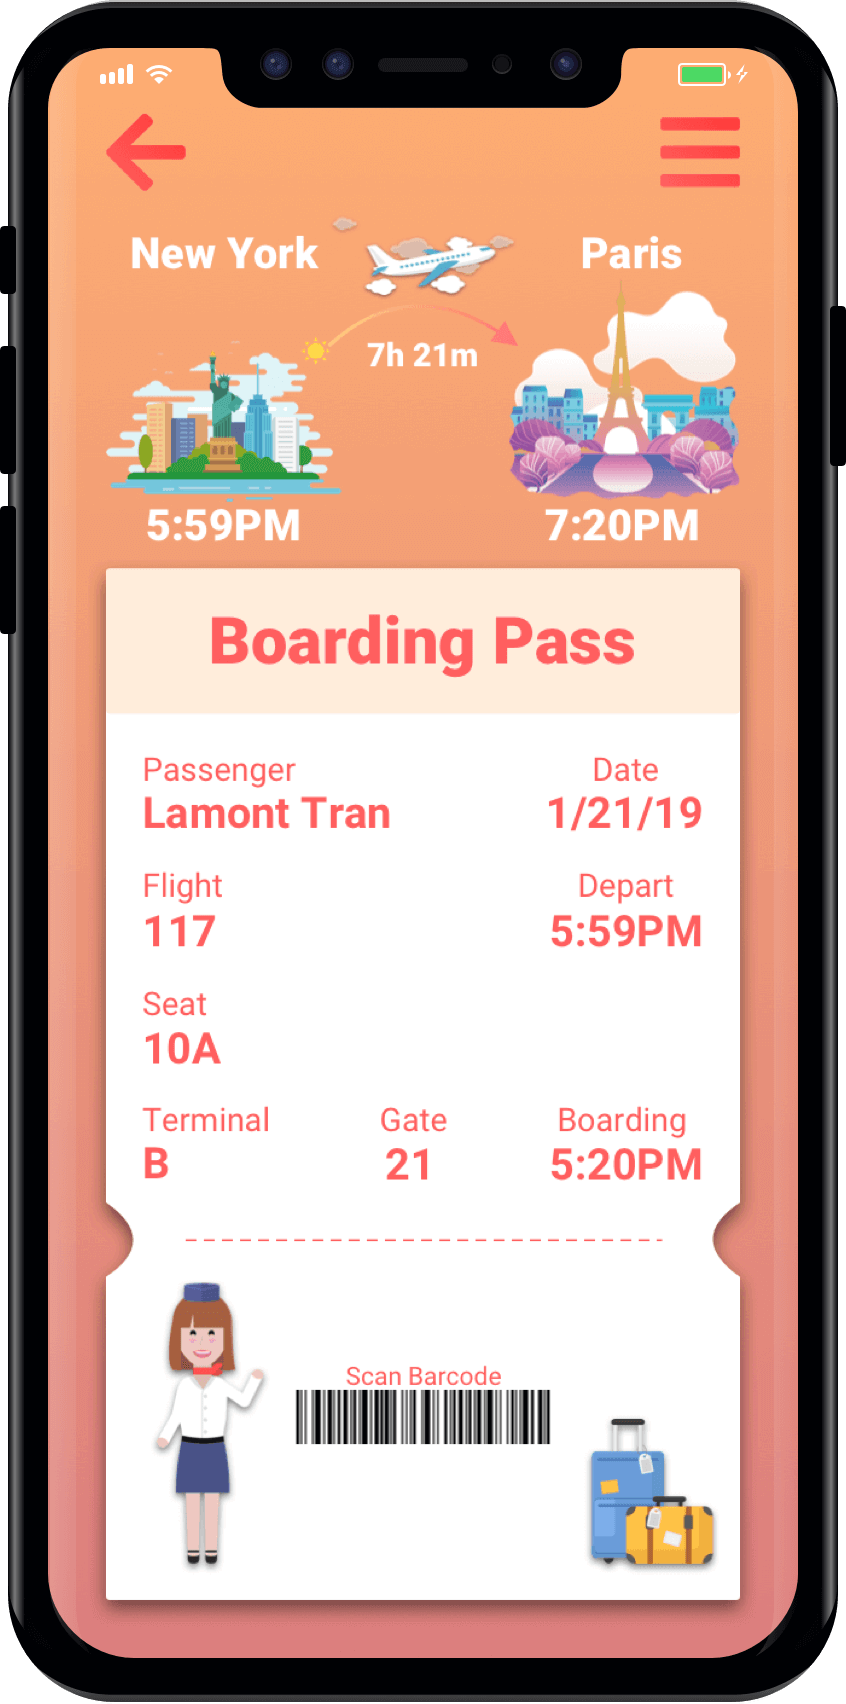 New York
Paris
7h 21m
5:59PM
7:20PM
Boarding Pass
Passenger
Date
Lamont Tran
1/21/19
Flight
Depart
117
5:59PM
Seat
10A
Terminal
Gate
Boarding
B
21
5:20PM
Scan Barcode